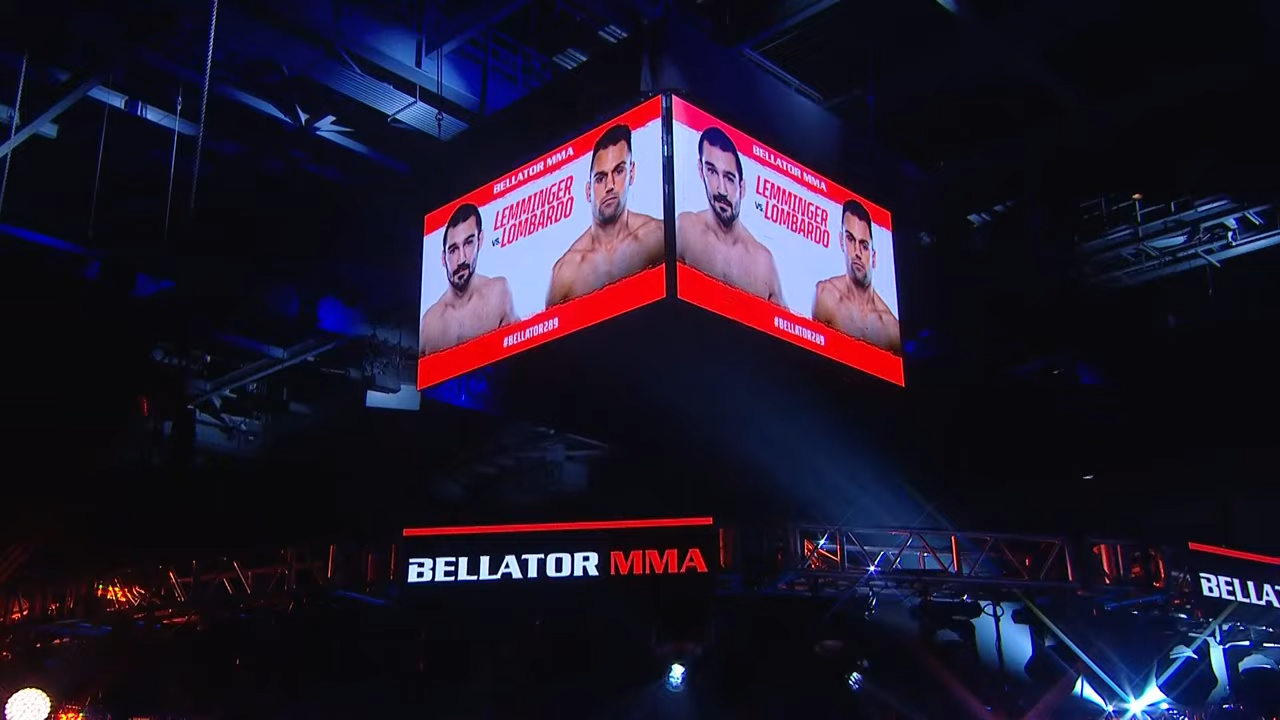 BELLATOR MMA
LEMMINGER
VS. LOMBARDO
#BELLATOR289
BELLATOR MMA
LEMMINGER
VS. LOMBARDO
#BELLATOR289
BELLATOR MMA
BELLA